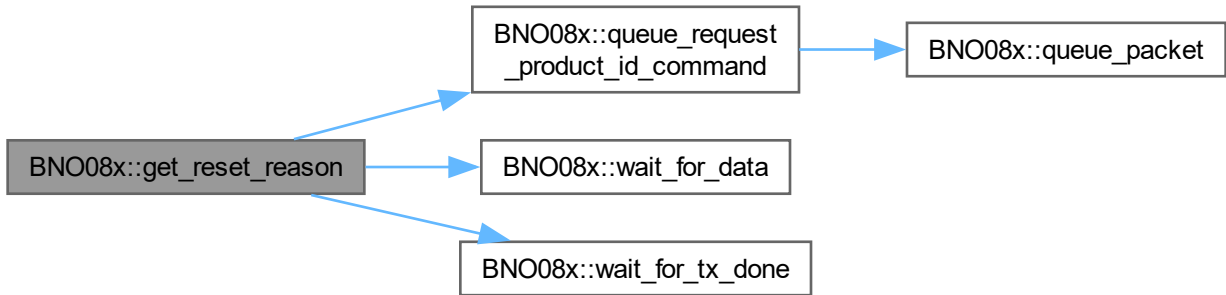 BNO08x::queue_request
_product_id_command
BNO08x::queue_packet
BNO08x::get_reset_reason
BNO08x::wait_for_data
BNO08x::wait_for_tx_done